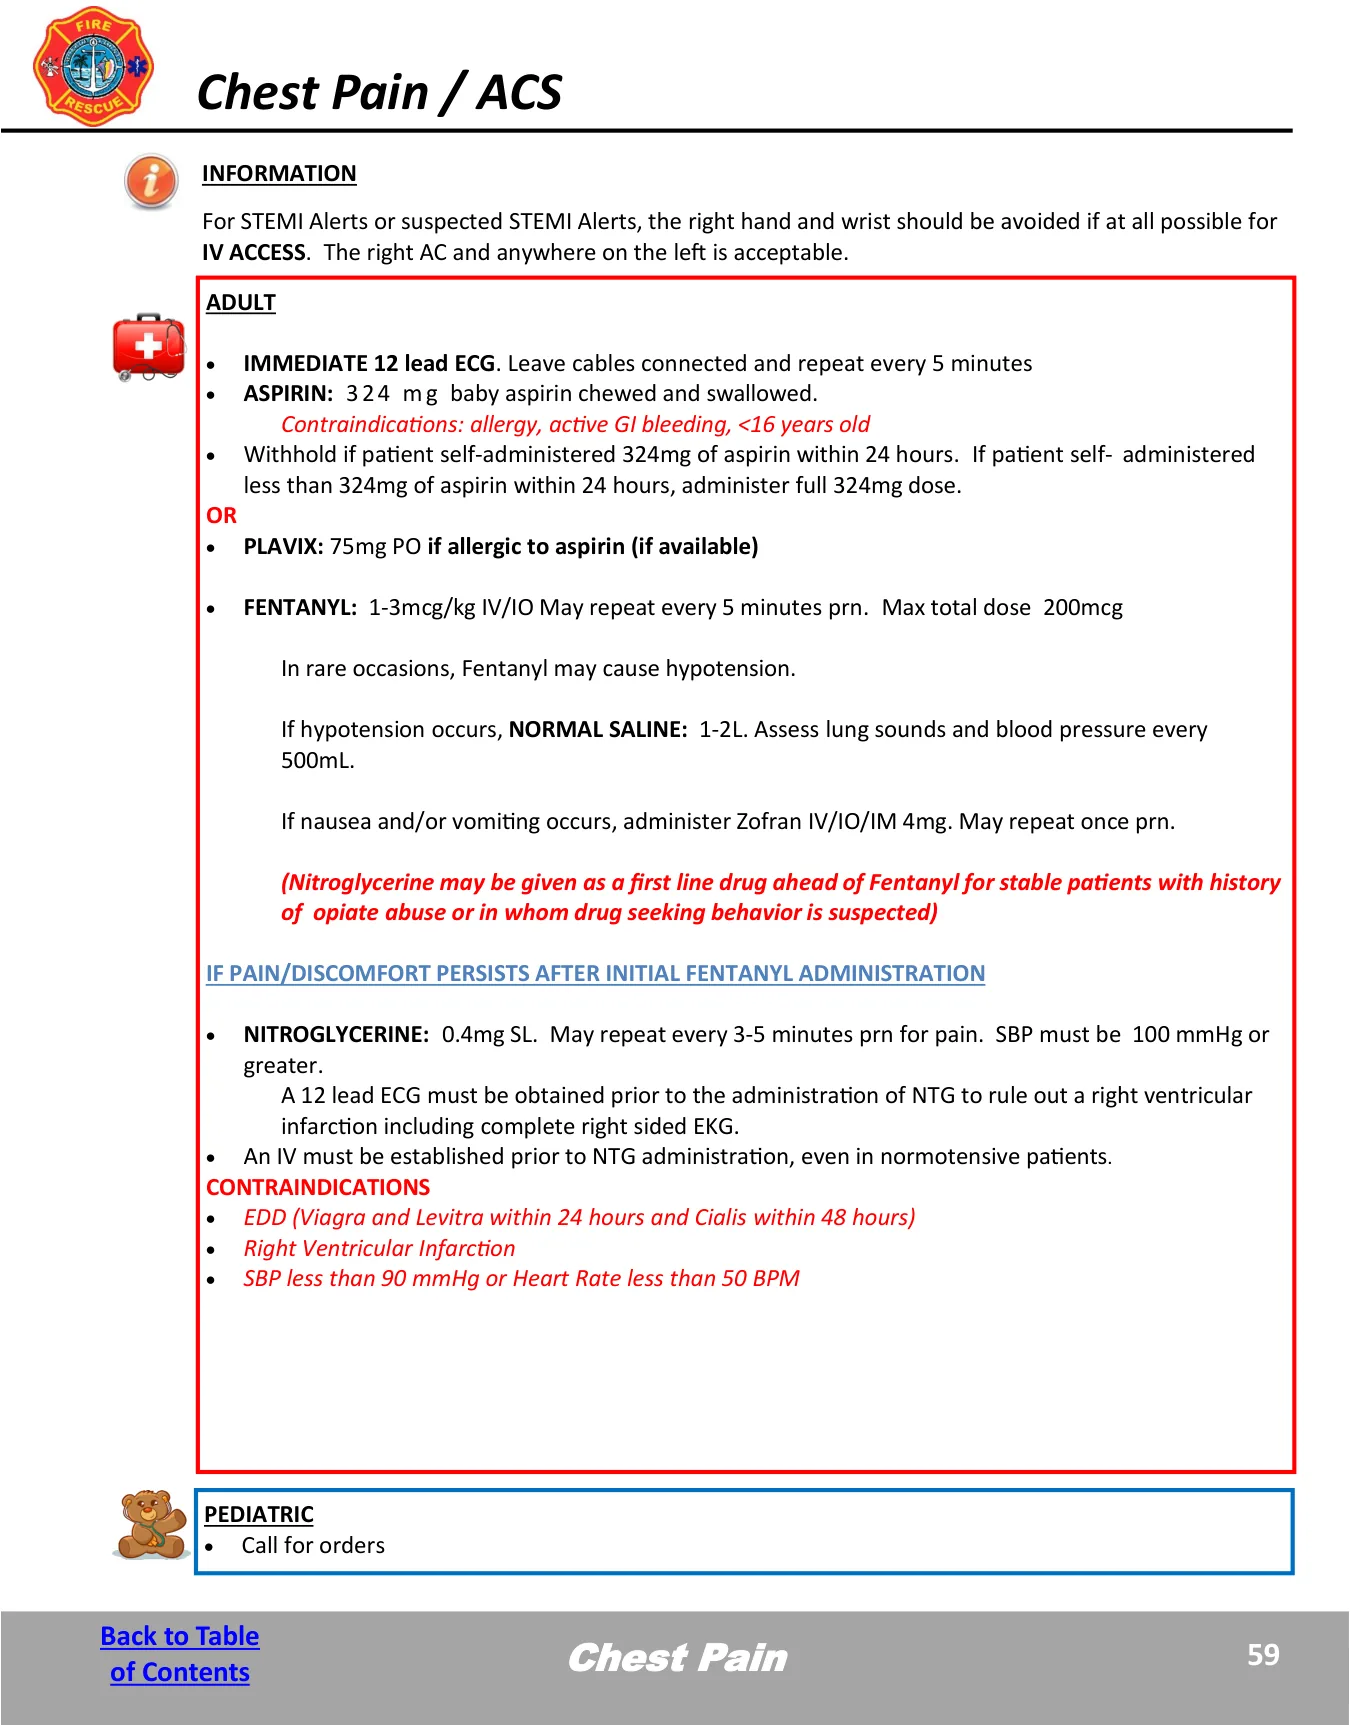 FIRE
RESCUE
Chest Pain / ACS
INFORMATION
For STEMI Alerts or suspected STEMI Alerts, the right hand and wrist should be avoided if at all possible for
IV ACCESS.  The right AC and anywhere on the left is acceptable.
ADULT
• IMMEDIATE 12 lead ECG. Leave cables connected and repeat every 5 minutes
• ASPIRIN:  324 mg baby aspirin chewed and swallowed.
Contraindications: allergy, active GI bleeding, <16 years old
• Withhold if patient self-administered 324mg of aspirin within 24 hours.  If patient self-  administered
less than 324mg of aspirin within 24 hours, administer full 324mg dose.
OR
• PLAVIX: 75mg PO if allergic to aspirin (if available)
• FENTANYL:  1-3mcg/kg IV/IO May repeat every 5 minutes prn.  Max total dose  200mcg
In rare occasions, Fentanyl may cause hypotension.
If hypotension occurs, NORMAL SALINE:  1-2L. Assess lung sounds and blood pressure every
500mL.
If nausea and/or vomiting occurs, administer Zofran IV/IO/IM 4mg. May repeat once prn.
(Nitroglycerine may be given as a first line drug ahead of Fentanyl for stable patients with history
of  opiate abuse or in whom drug seeking behavior is suspected)
IF PAIN/DISCOMFORT PERSISTS AFTER INITIAL FENTANYL ADMINISTRATION
• NITROGLYCERINE:  0.4mg SL.  May repeat every 3-5 minutes prn for pain.  SBP must be  100 mmHg or
greater.
A 12 lead ECG must be obtained prior to the administration of NTG to rule out a right ventricular
infarction including complete right sided EKG.
• An IV must be established prior to NTG administration, even in normotensive patients.
CONTRAINDICATIONS
• EDD (Viagra and Levitra within 24 hours and Cialis within 48 hours)
• Right Ventricular Infarction
• SBP less than 90 mmHg or Heart Rate less than 50 BPM
PEDIATRIC
• Call for orders
Back to Table
of Contents
Chest Pain
59